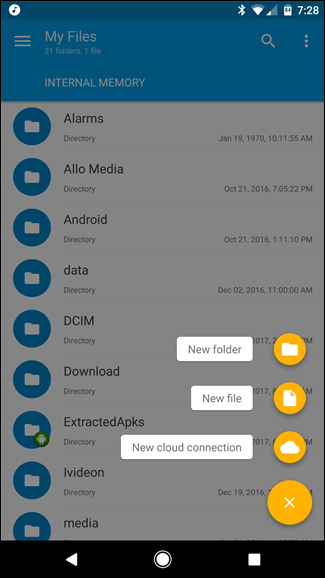 7:28
My Files
21 folders, 1 file
INTERNAL MEMORY
Alarms
Directory
Jan 19, 1970, 10:11:55 AM
Allo Media
Directory
Oct 21, 2016, 7:05:22 PM
Android
Directory
Oct 21, 2016, 1:11:10 PM
data
Directory
Dec 02, 2016, 11:00:00 AM
DCIM
Directory
New folder
Download
Directory
New file
ExtractedApks
Directory
New cloud connection
Ivideon
Directory
Dec 19, 2016,
media